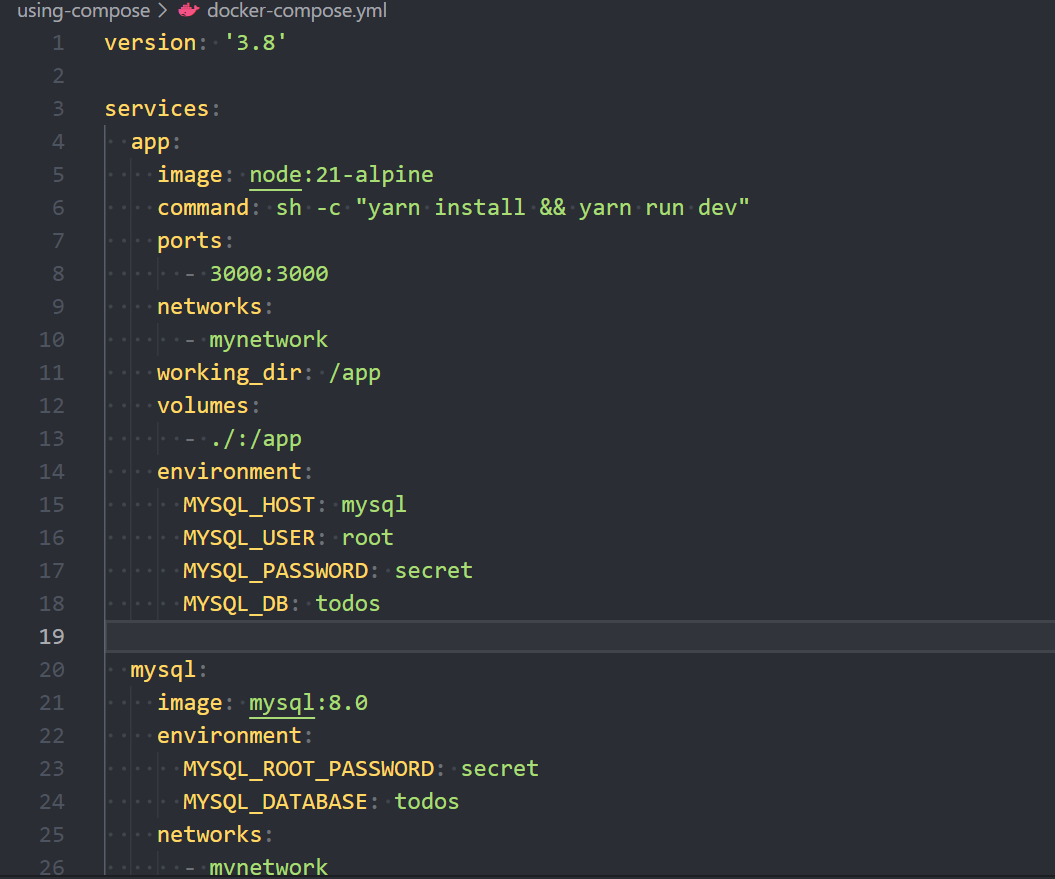 using-compose > docker-compose.yml
1 version: '3.8'
2
3 services:
4   app:
5     image: node:21-alpine
6     command: sh -c "yarn install && yarn run dev"
7     ports:
8       - 3000:3000
9     networks:
10       - mynetwork
11     working_dir: /app
12     volumes:
13       - ./:/app
14     environment:
15       MYSQL_HOST: mysql
16       MYSQL_USER: root
17       MYSQL_PASSWORD: secret
18       MYSQL_DB: todos
19
20   mysql:
21     image: mysql:8.0
22     environment:
23       MYSQL_ROOT_PASSWORD: secret
24       MYSQL_DATABASE: todos
25     networks:
26       - mynetwork